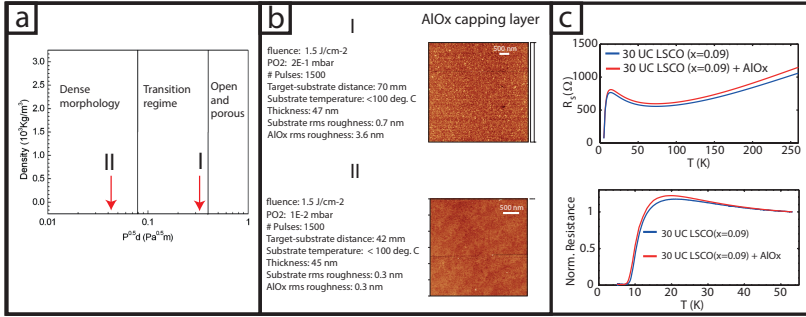 a
Dense morphology
Transition regime
Open and porous
II
I
Density (10³Kg/m³)
3.0
2.5
2.0
1.5
1.0
0.5
0.0
0.01
0.1
1
P^0.5d (Pa^0.5m)
b
I
AlOx capping layer
fluence: 1.5 J/cm-2
PO2: 2E-1 mbar
# Pulses: 1500
Target-substrate distance: 70 mm
Substrate temperature: <100 deg. C
Thickness: 47 nm
Substrate rms roughness: 0.7 nm
AlOx rms roughness: 3.6 nm
500 nm
II
fluence: 1.5 J/cm-2
PO2: 1E-2 mbar
# Pulses: 1500
Target-substrate distance: 42 mm
Substrate temperature: < 100 deg. C
Thickness: 45 nm
Substrate rms roughness: 0.3 nm
AlOx rms roughness: 0.3 nm
500 nm
c
1500
1000
500
0
Rs(Ω)
30 UC LSCO (x=0.09)
30 UC LSCO (x=0.09) + AlOx
0
50
100
150
200
250
T (K)
Norm. Resistance
1
0
30 UC LSCO(x=0.09)
30 UC LSCO(x=0.09) + AlOx
0
10
20
30
40
50
T (K)